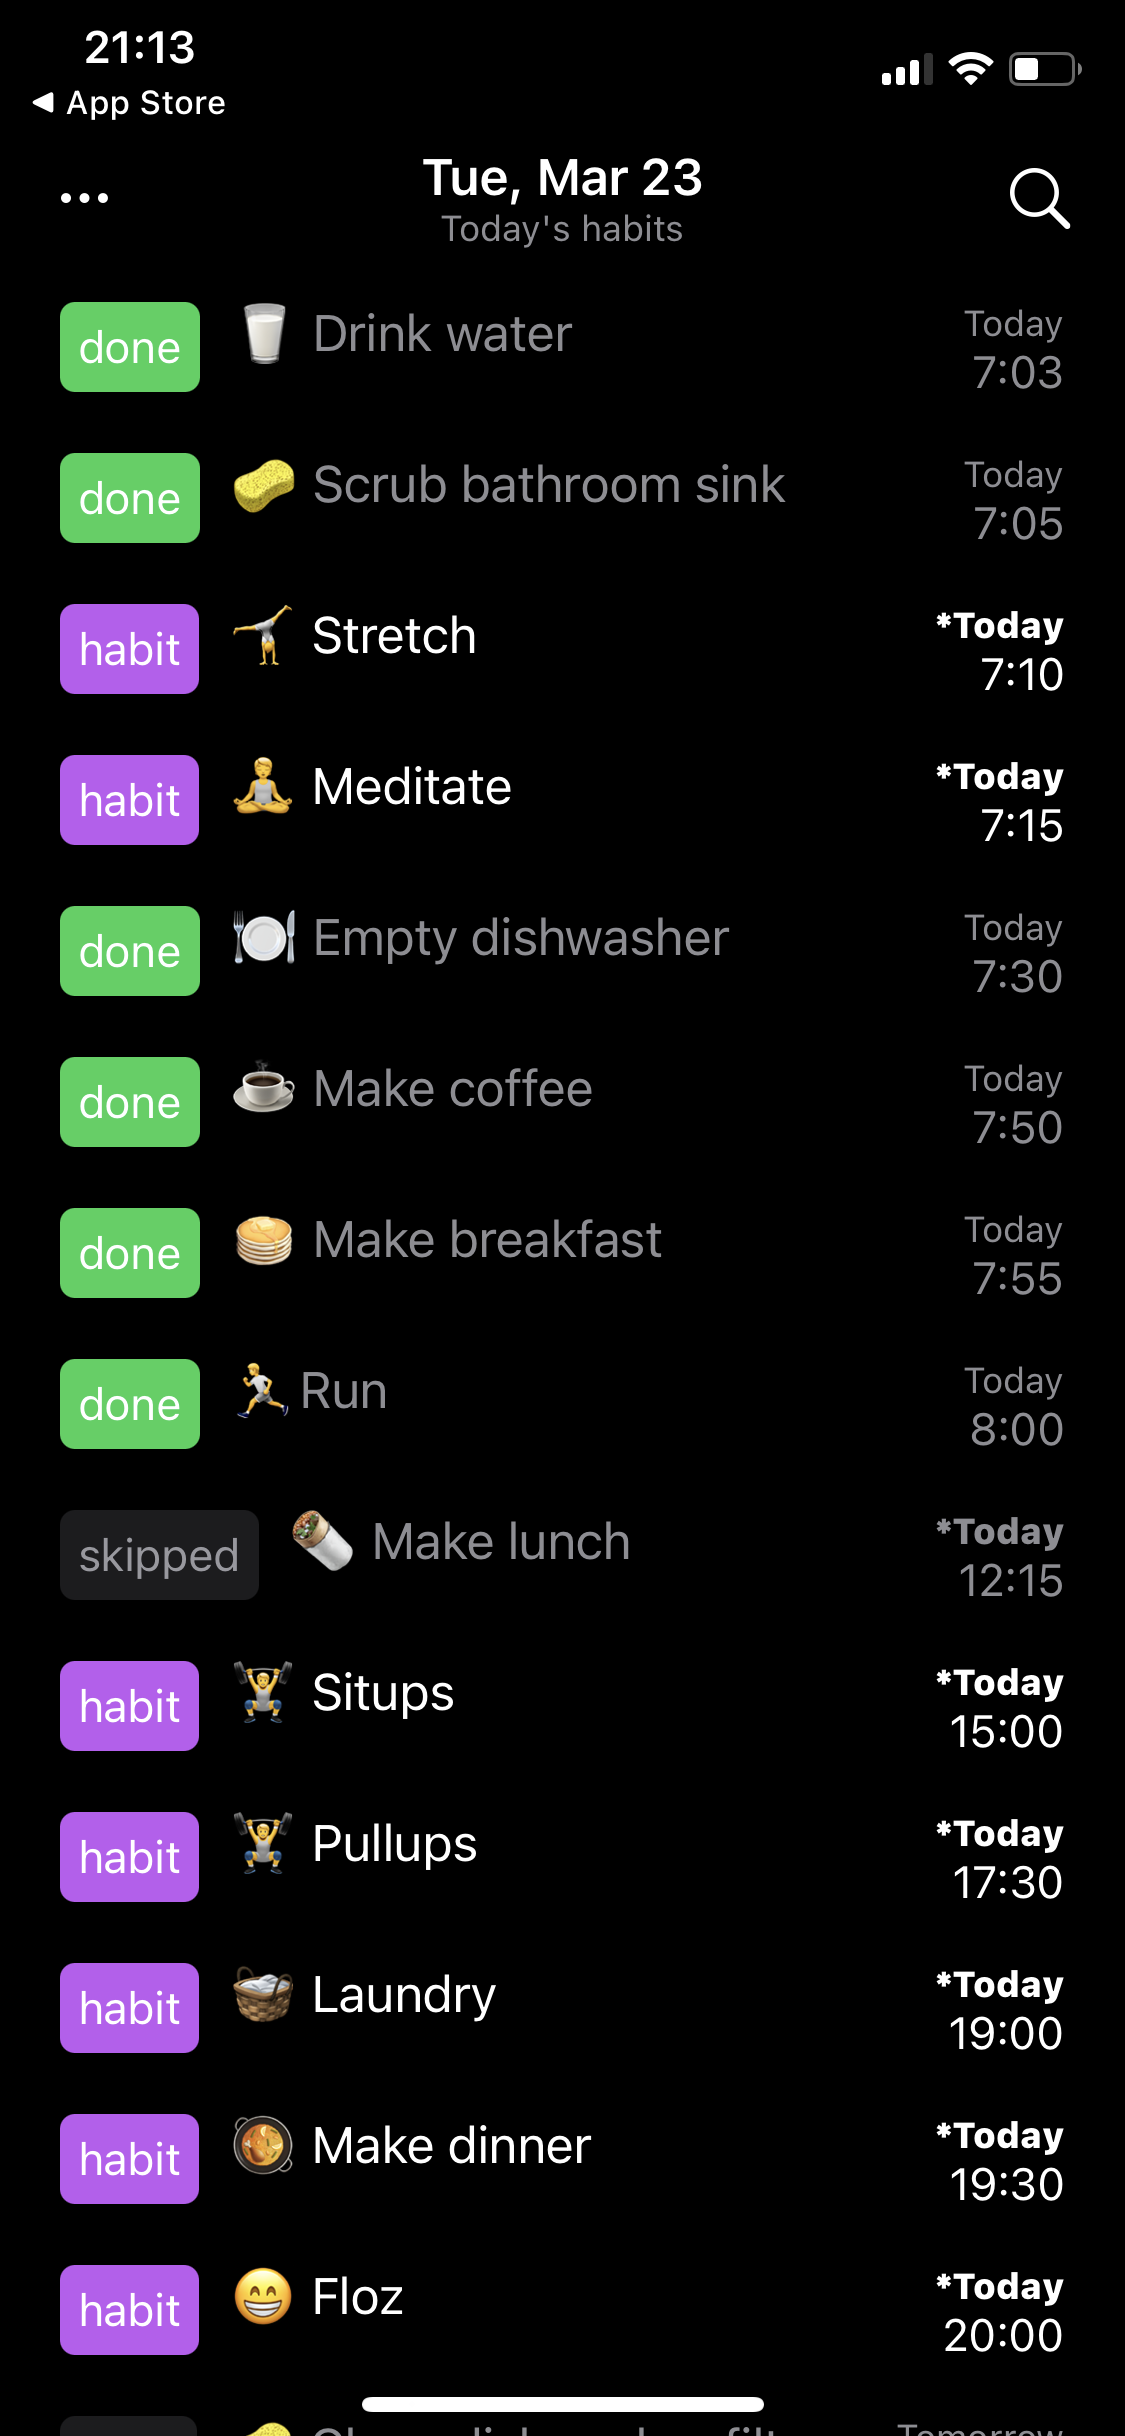 21:13
◀ App Store
Tue, Mar 23
Today's habits
done Drink water Today
7:03
done Scrub bathroom sink Today
7:05
habit Stretch *Today
7:10
habit Meditate *Today
7:15
done Empty dishwasher Today
7:30
done Make coffee Today
7:50
done Make breakfast Today
7:55
done Run Today
8:00
skipped Make lunch *Today
12:15
habit Situps *Today
15:00
habit Pullups *Today
17:30
habit Laundry *Today
19:00
habit Make dinner *Today
19:30
habit Floz *Today
20:00
Tomorrow